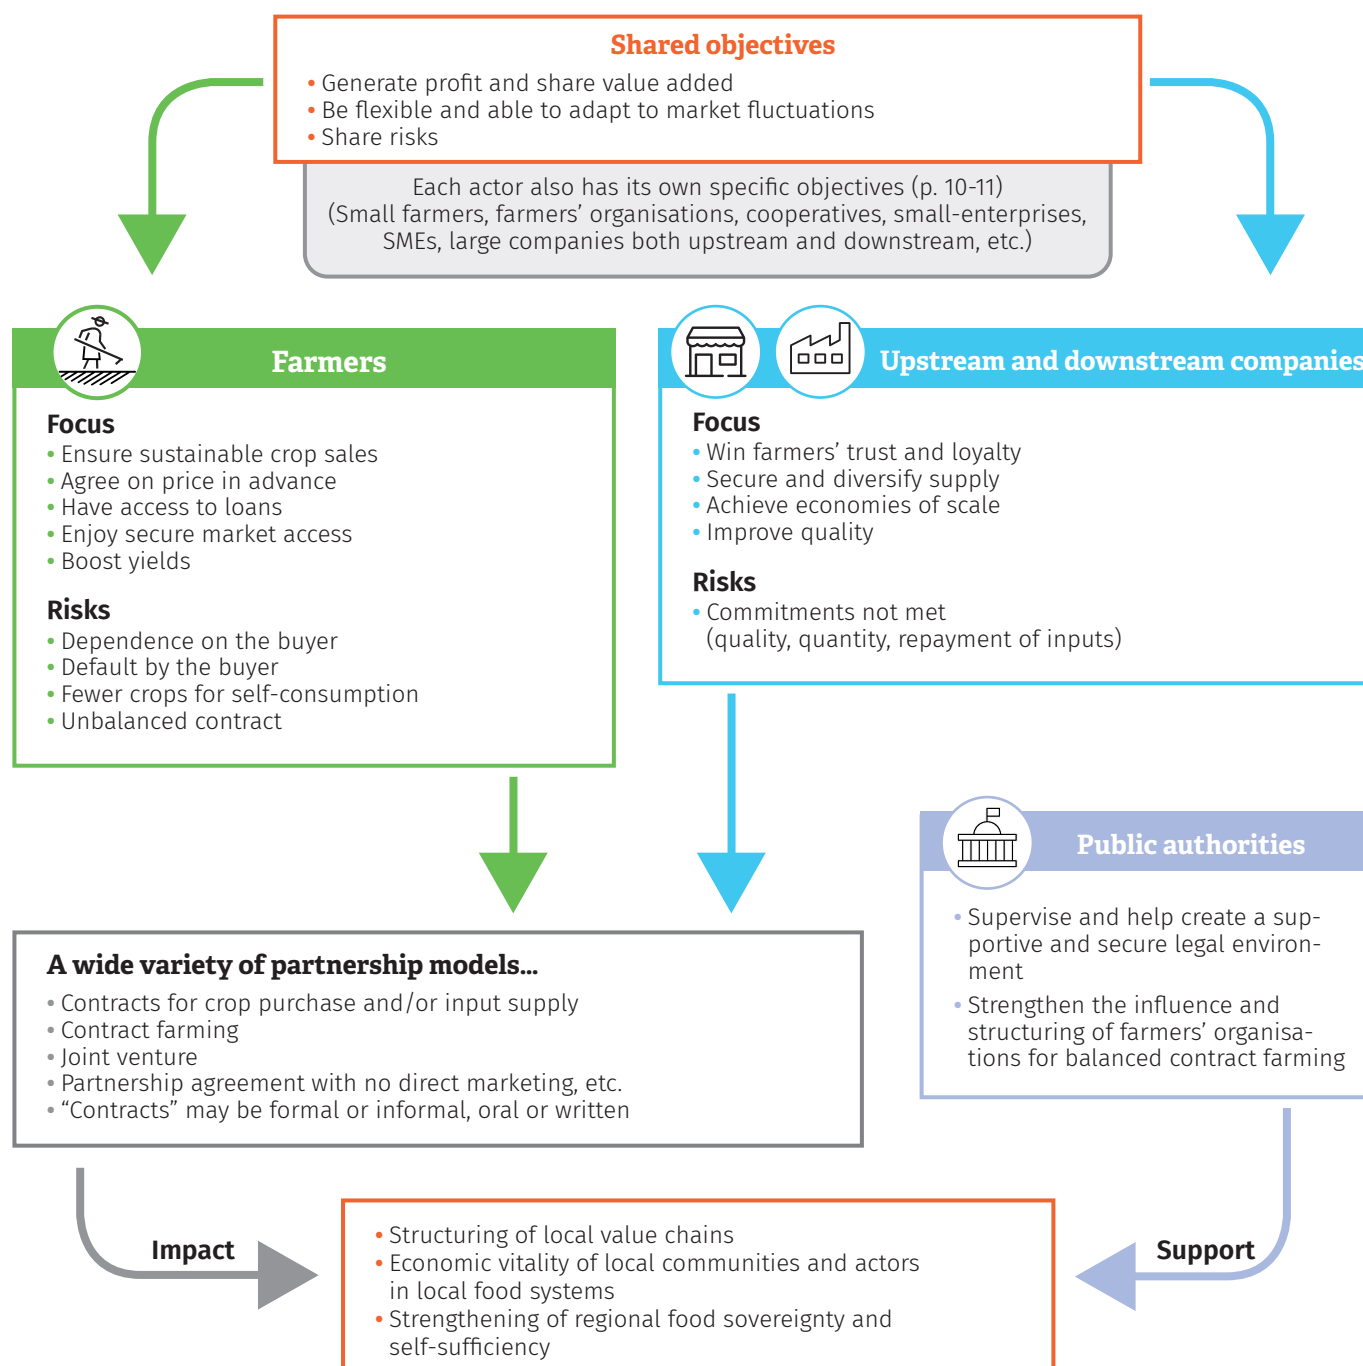 Shared objectives
• Generate profit and share value added
• Be flexible and able to adapt to market fluctuations
• Share risks
Each actor also has its own specific objectives (p. 10-11)
(Small farmers, farmers’ organisations, cooperatives, small-enterprises,
SMEs, large companies both upstream and downstream, etc.)
Farmers
Focus
• Ensure sustainable crop sales
• Agree on price in advance
• Have access to loans
• Enjoy secure market access
• Boost yields
Risks
• Dependence on the buyer
• Default by the buyer
• Fewer crops for self-consumption
• Unbalanced contract
Upstream and downstream companies
Focus
• Win farmers’ trust and loyalty
• Secure and diversify supply
• Achieve economies of scale
• Improve quality
Risks
• Commitments not met
(quality, quantity, repayment of inputs)
Public authorities
• Supervise and help create a sup-
portive and secure legal environ-
ment
• Strengthen the influence and
structuring of farmers’ organisa-
tions for balanced contract farming
A wide variety of partnership models...
• Contracts for crop purchase and/or input supply
• Contract farming
• Joint venture
• Partnership agreement with no direct marketing, etc.
• “Contracts” may be formal or informal, oral or written
Impact
• Structuring of local value chains
• Economic vitality of local communities and actors
in local food systems
• Strengthening of regional food sovereignty and
self-sufficiency
Support